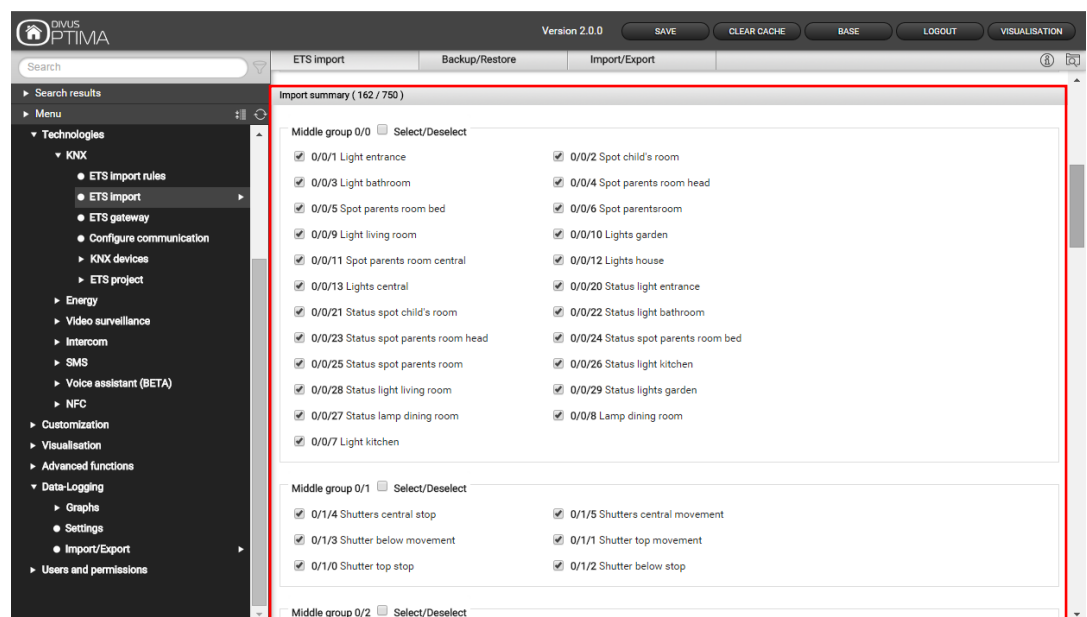 DIVUS
OPTIMA
Version 2.0.0
SAVE
CLEAR CACHE
BASE
LOGOUT
VISUALISATION
Search
ETS import
Backup/Restore
Import/Export
Search results
Menu
Technologies
KNX
ETS import rules
ETS import
ETS gateway
Configure communication
KNX devices
ETS project
Energy
Video surveillance
Intercom
SMS
Voice assistant (BETA)
NFC
Customization
Visualisation
Advanced functions
Data-Logging
Graphs
Settings
Import/Export
Users and permissions
Import summary ( 162 / 750 )
Middle group 0/0 Select/Deselect
0/0/1 Light entrance
0/0/2 Spot child's room
0/0/3 Light bathroom
0/0/4 Spot parents room head
0/0/5 Spot parents room bed
0/0/6 Spot parentsroom
0/0/9 Light living room
0/0/10 Lights garden
0/0/11 Spot parents room central
0/0/12 Lights house
0/0/13 Lights central
0/0/20 Status light entrance
0/0/21 Status spot child's room
0/0/22 Status light bathroom
0/0/23 Status spot parents room head
0/0/24 Status spot parents room bed
0/0/25 Status spot parents room
0/0/26 Status light kitchen
0/0/28 Status light living room
0/0/29 Status lights garden
0/0/27 Status lamp dining room
0/0/8 Lamp dining room
0/0/7 Light kitchen
Middle group 0/1 Select/Deselect
0/1/4 Shutters central stop
0/1/5 Shutters central movement
0/1/3 Shutter below movement
0/1/1 Shutter top movement
0/1/0 Shutter top stop
0/1/2 Shutter below stop
Middle group 0/2 Select/Deselect